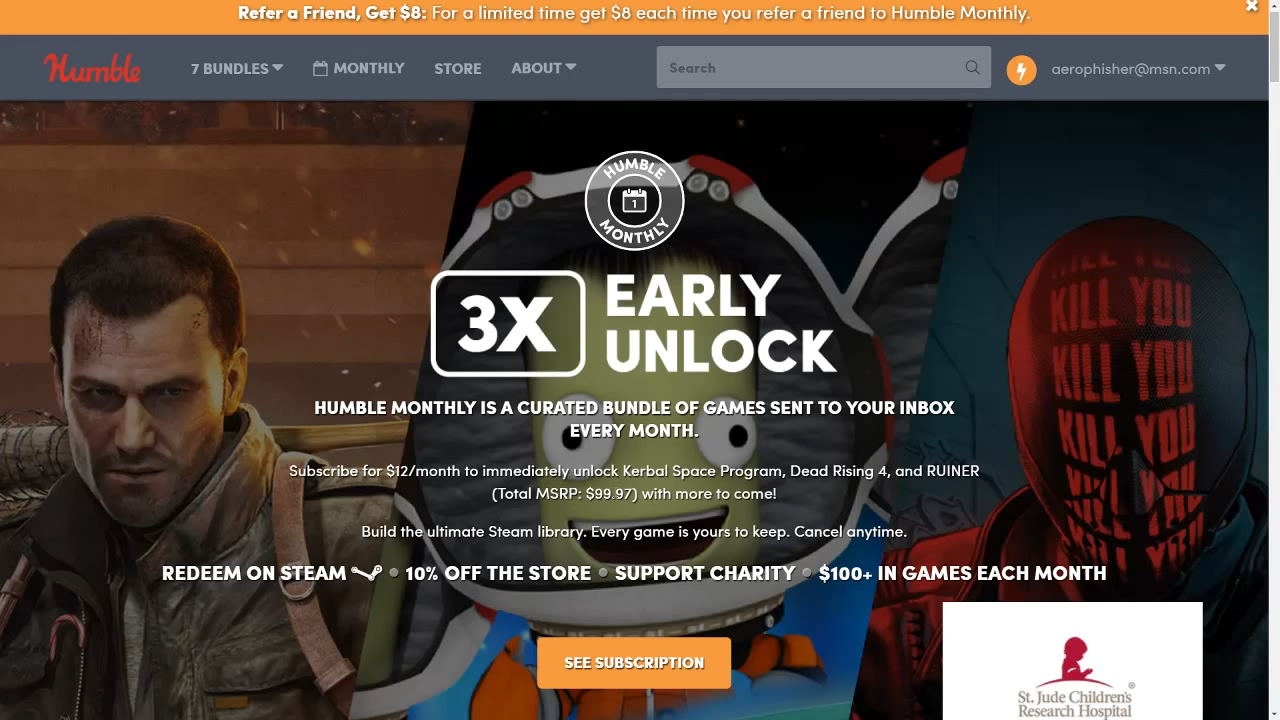 Refer a Friend, Get $8: For a limited time get $8 each time you refer a friend to Humble Monthly.
Humble
7 BUNDLES
MONTHLY
STORE
ABOUT
Search
aerophisher@msn.com
HUMBLE
1
MONTHLY
3X
EARLY
UNLOCK
HUMBLE MONTHLY IS A CURATED BUNDLE OF GAMES SENT TO YOUR INBOX
EVERY MONTH.
Subscribe for $12/month to immediately unlock Kerbal Space Program, Dead Rising 4, and RUINER
(Total MSRP: $99.97) with more to come!
Build the ultimate Steam library. Every game is yours to keep. Cancel anytime.
REDEEM ON STEAM • 10% OFF THE STORE • SUPPORT CHARITY • $100+ IN GAMES EACH MONTH
SEE SUBSCRIPTION
KILL YOU
KILL YOU
KILL YOU
KILL YOU
KILL YOU
St. Jude Children's
Research Hospital